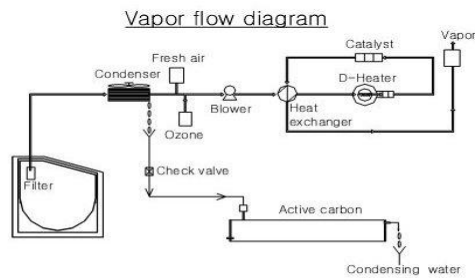 Vapor flow diagram
Vapor
Fresh air
Catalyst
Condenser
D-Heater
Blower
Heat
exchanger
Ozone
Check valve
Filter
Active carbon
Condensing water